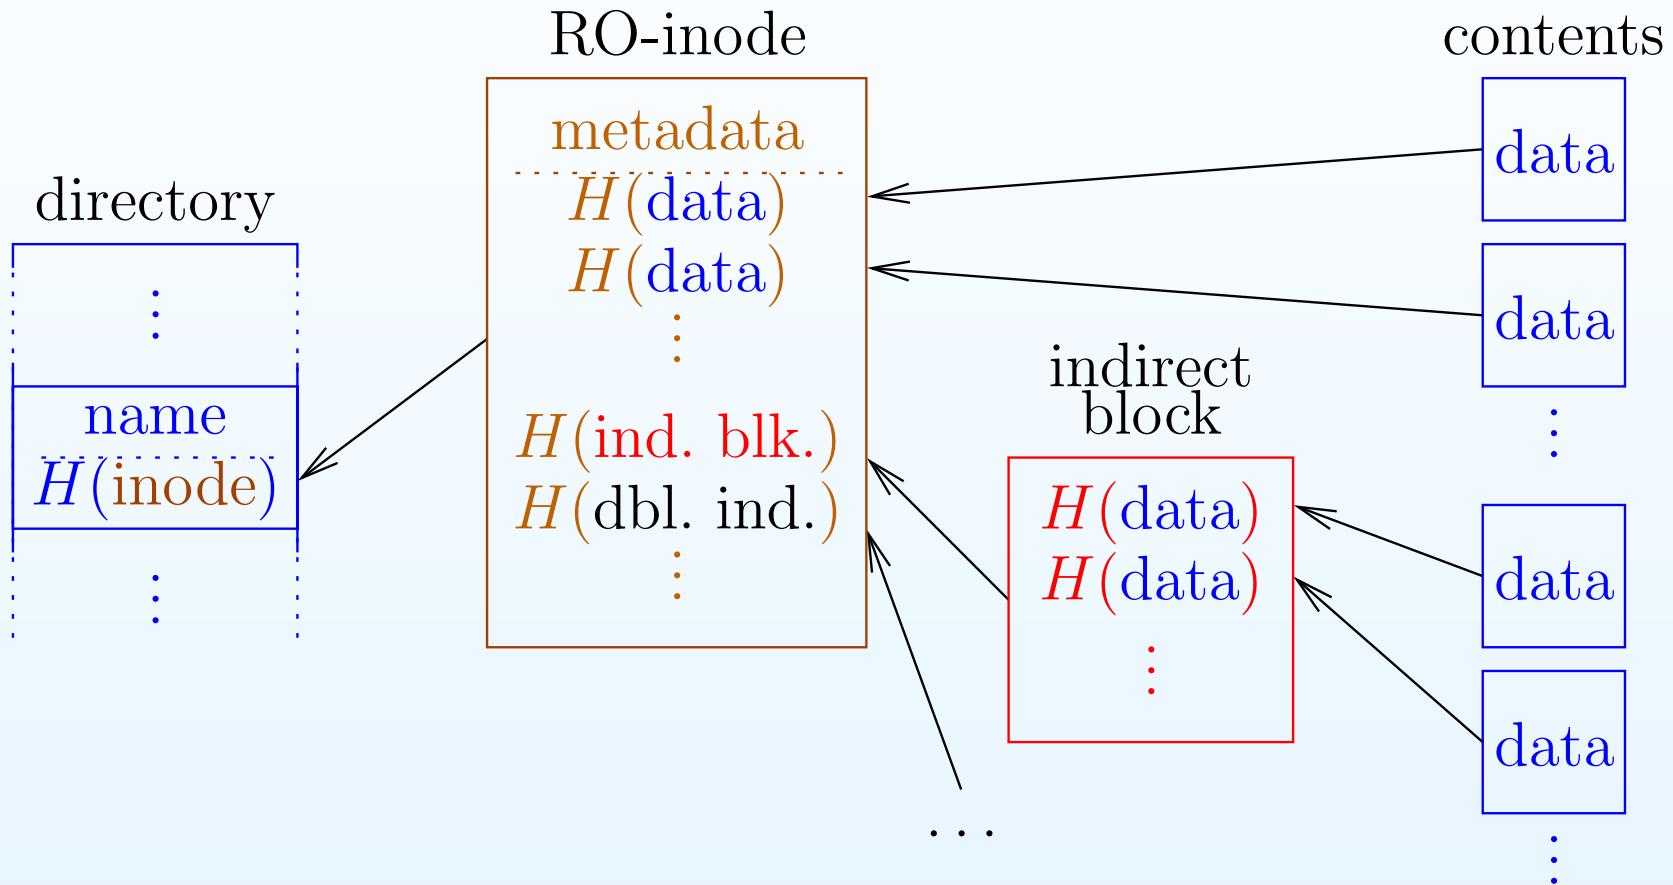 directory
⋮
name
H(inode)
⋮
RO-inode
metadata
H(data)
H(data)
⋮
H(ind. blk.)
H(dbl. ind.)
⋮
indirect
block
H(data)
H(data)
⋮
...
contents
data
data
⋮
data
data
⋮